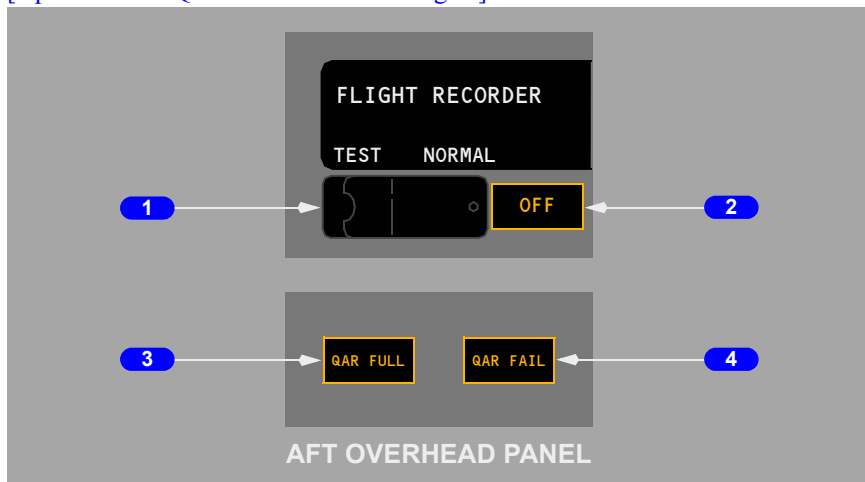 FLIGHT RECORDER
TEST NORMAL
1
OFF
2
3
QAR FULL
QAR FAIL
4
AFT OVERHEAD PANEL